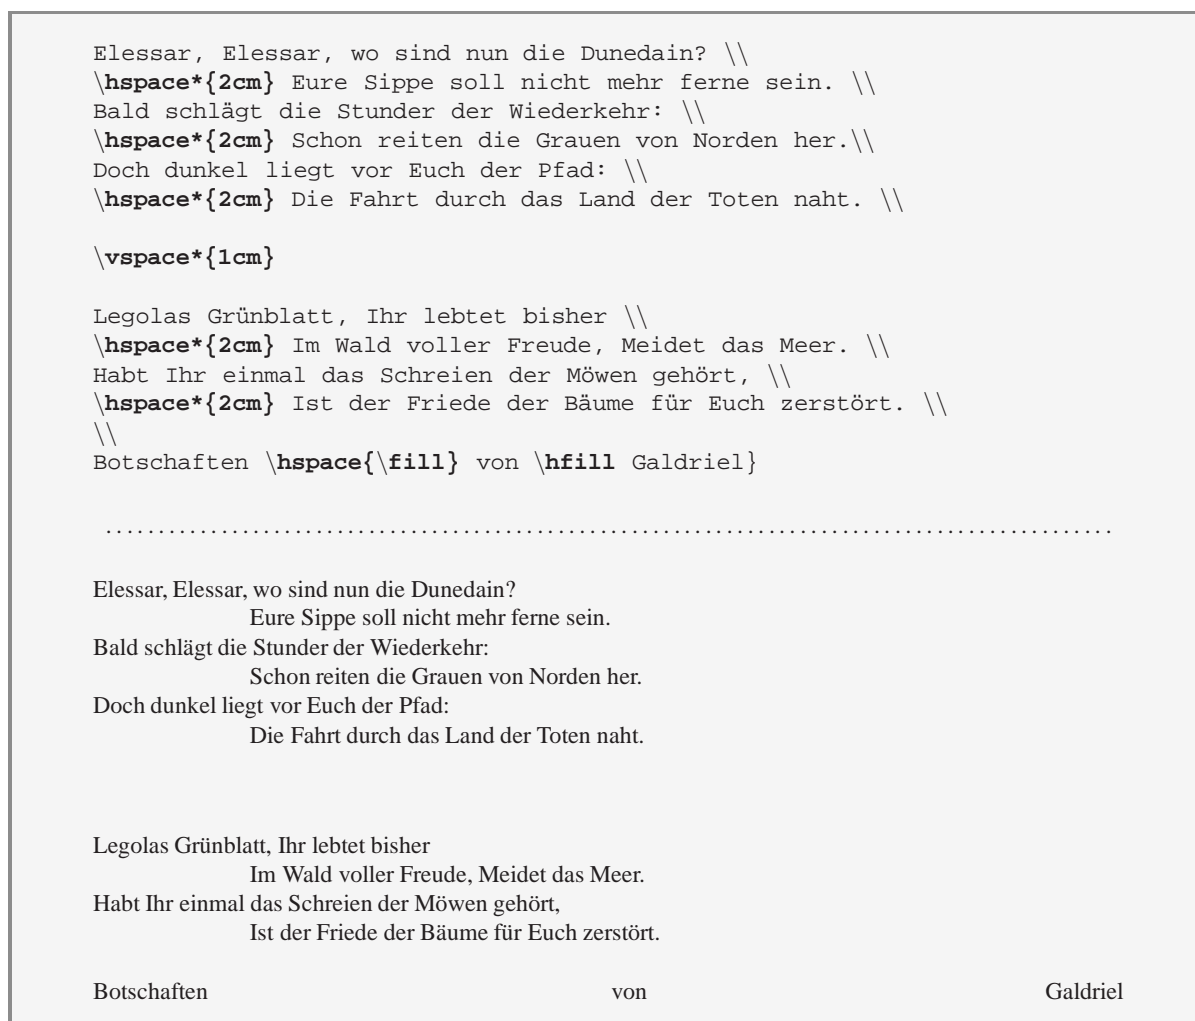 Elessar, Elessar, wo sind nun die Dunedain? \\
\hspace*{2cm} Eure Sippe soll nicht mehr ferne sein. \\
Bald schlägt die Stunder der Wiederkehr: \\
\hspace*{2cm} Schon reiten die Grauen von Norden her.\\
Doch dunkel liegt vor Euch der Pfad: \\
\hspace*{2cm} Die Fahrt durch das Land der Toten naht. \\
\vspace*{1cm}
Legolas Grünblatt, Ihr lebtet bisher \\
\hspace*{2cm} Im Wald voller Freude, Meidet das Meer. \\
Habt Ihr einmal das Schreien der Möwen gehört, \\
\hspace*{2cm} Ist der Friede der Bäume für Euch zerstört. \\
\\
Botschaften \hspace{\fill} von \hfill Galdriel}
Elessar, Elessar, wo sind nun die Dunedain?
Eure Sippe soll nicht mehr ferne sein.
Bald schlägt die Stunder der Wiederkehr:
Schon reiten die Grauen von Norden her.
Doch dunkel liegt vor Euch der Pfad:
Die Fahrt durch das Land der Toten naht.
Legolas Grünblatt, Ihr lebtet bisher
Im Wald voller Freude, Meidet das Meer.
Habt Ihr einmal das Schreien der Möwen gehört,
Ist der Friede der Bäume für Euch zerstört.
Botschaften von Galdriel